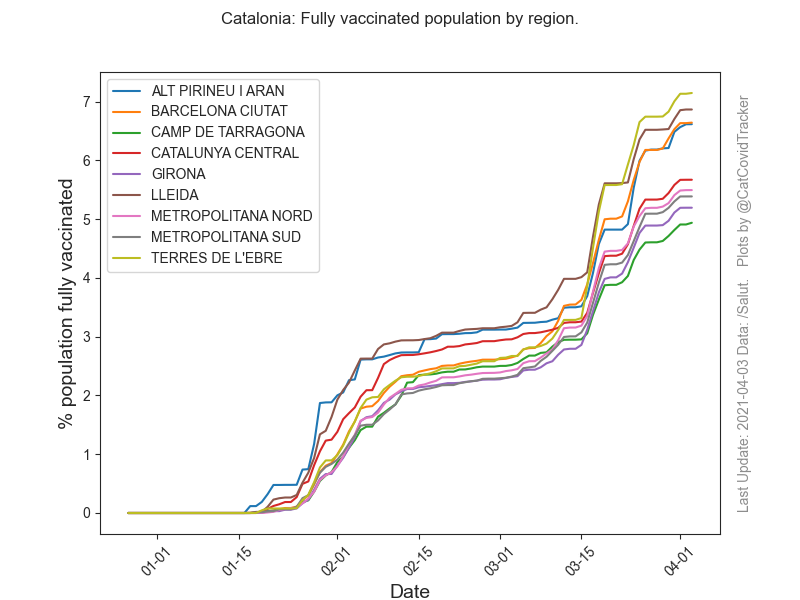 Catalonia: Fully vaccinated population by region.
ALT PIRINEU I ARAN
BARCELONA CIUTAT
CAMP DE TARRAGONA
CATALUNYA CENTRAL
GIRONA
LLEIDA
METROPOLITANA NORD
METROPOLITANA SUD
TERRES DE L'EBRE
% population fully vaccinated
7
6
5
4
3
2
1
0
01-01
01-15
02-01
02-15
03-01
03-15
04-01
Date
Last Update: 2021-04-03 Data: /Salut Plots by @CatCovidTracker